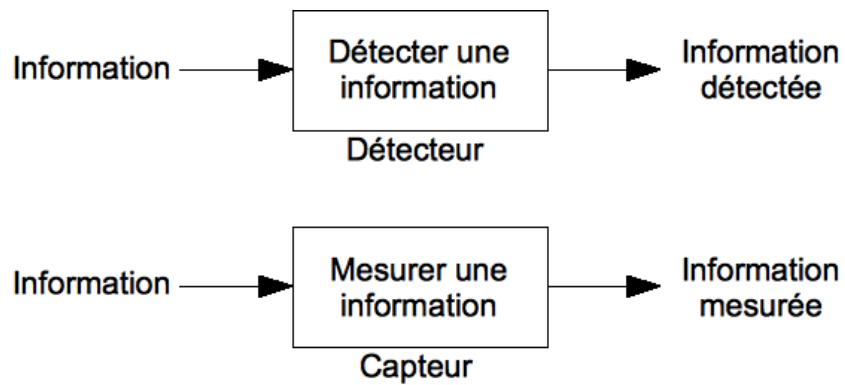 Information
Détecter une
information
Information
détectée
Détecteur
Information
Mesurer une
information
Information
mesurée
Capteur